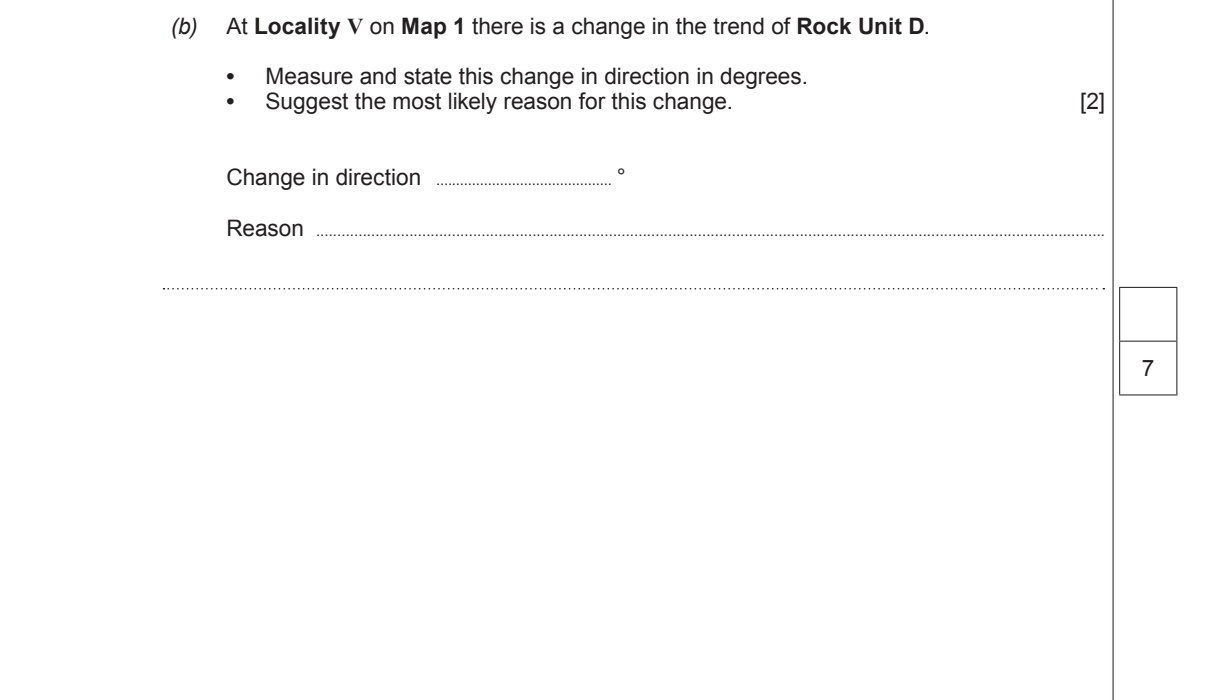 (b) At Locality V on Map 1 there is a change in the trend of Rock Unit D.
• Measure and state this change in direction in degrees.
• Suggest the most likely reason for this change. [2]
Change in direction ............................................ °
Reason ....................................................................................................
....................................................................................................
7